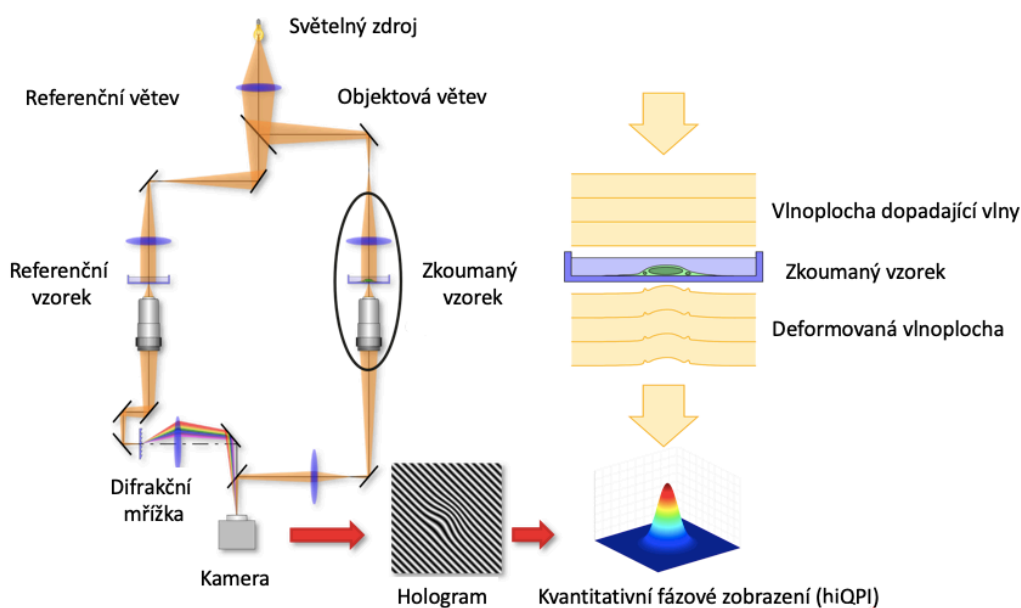 Světelný zdroj
Referenční větev
Objektová větev
Vlnoplocha dopadající vlny
Referenční
vzorek
Zkoumaný
vzorek
Zkoumaný vzorek
Deformovaná vlnoplocha
Difrakční
mřížka
Kamera
Hologram
Kvantitativní fázové zobrazení (hiQPI)